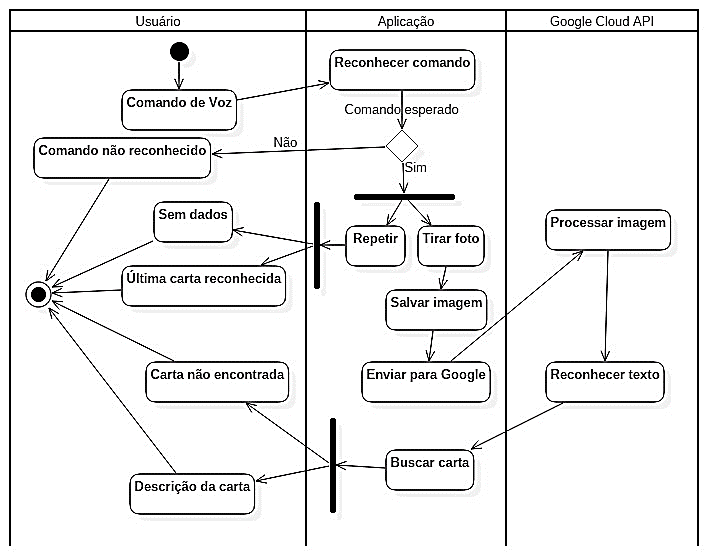 Usuário
Aplicação
Google Cloud API
Reconhecer comando
Comando de Voz
Comando esperado
Comando não reconhecido
Não
Sim
Sem dados
Repetir
Tirar foto
Processar imagem
Última carta reconhecida
Salvar imagem
Carta não encontrada
Enviar para Google
Reconhecer texto
Buscar carta
Descrição da carta